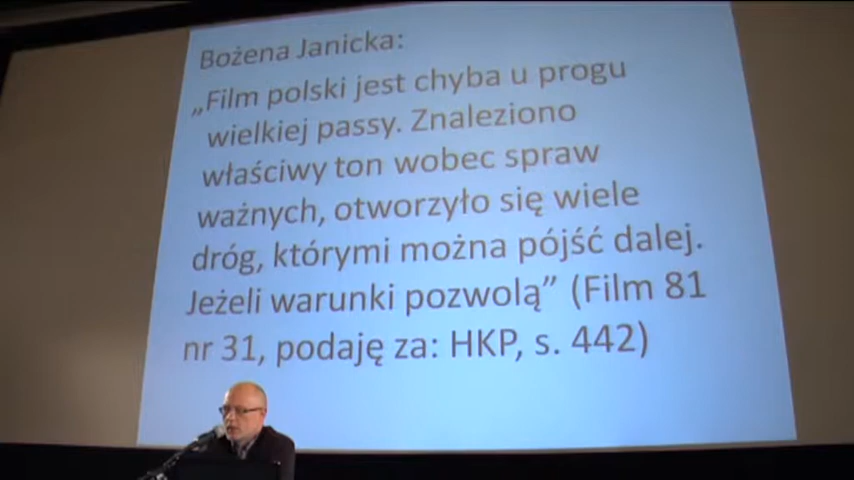 Bożena Janicka:
„Film polski jest chyba u progu
wielkiej passy. Znaleziono
właściwy ton wobec spraw
ważnych, otworzyło się wiele
dróg, którymi można pójść dalej.
Jeżeli warunki pozwolą” (Film 81
nr 31, podaję za: HKP, s. 442)